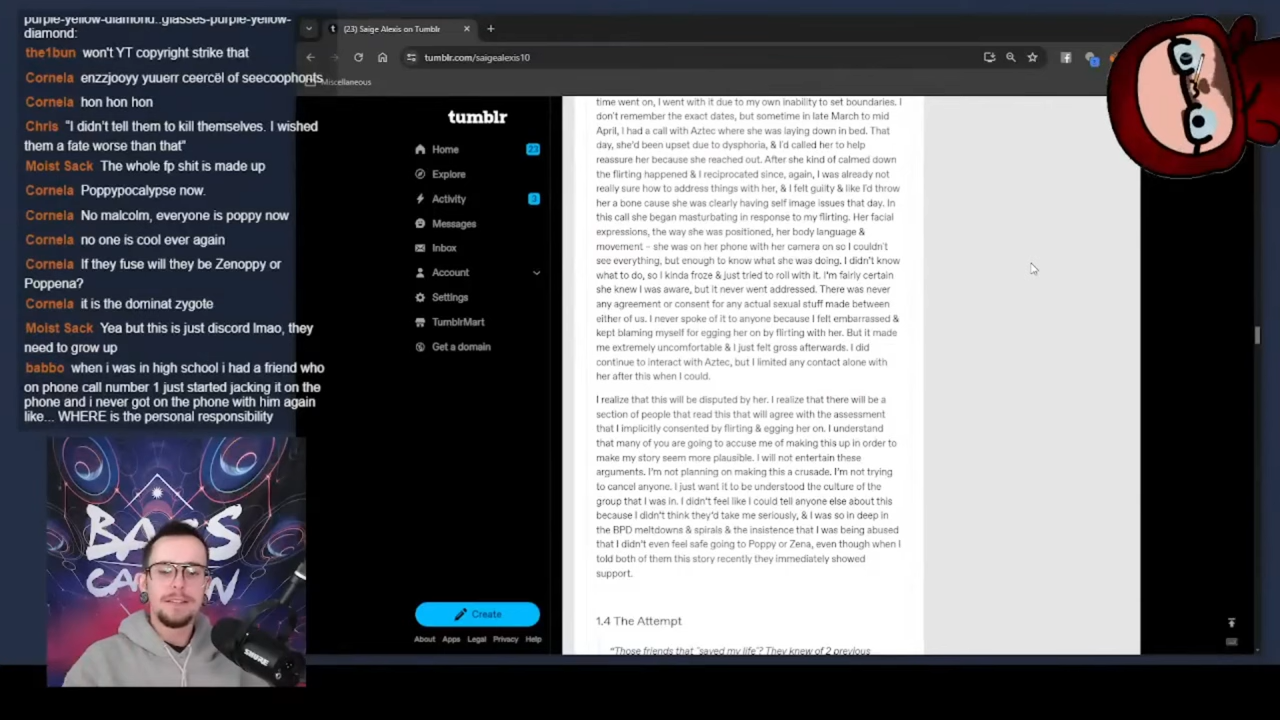 purple-yellow-diamond:.glasses-purple-yellow-
diamond:
the1bun won't YT copyright strike that
Cornela enzzjooyy yuuerr ceercël of seecoophonts
Cornela hon hon hon
Chris "I didn't tell them to kill themselves. I wished
them a fate worse than that"
Moist Sack The whole fp shit is made up
Cornela Poppypocalypse now.
Cornela No malcolm, everyone is poppy now
Cornela no one is cool ever again
Cornela If they fuse will they be Zenoppy or
Poppena?
Cornela it is the dominat zygote
Moist Sack Yea but this is just discord lmao, they
need to grow up
babbo when i was in high school i had a friend who
on phone call number 1 just started jacking it on the
phone and i never got on the phone with him again
like... WHERE is the personal responsibility
BASS
CANYON
(23) Saige Alexis on Tumblr
tumblr.com/saigealexis10
Miscellaneous
tumblr
Home 23
Explore
Activity 3
Messages
Inbox
Account
Settings
TumblrMart
Get a domain
Create
About Apps Legal Privacy Help
time went on, I went with it due to my own inability to set boundaries. I
don't remember the exact dates, but sometime in late March to mid
April, I had a call with Aztec where she was laying down in bed. That
day, she'd been upset due to dysphoria, & I'd called her to help
reassure her because she reached out. After she kind of calmed down
the flirting happened & I reciprocated since, again, I was already not
really sure how to address things with her, & I felt guilty & like I'd throw
her a bone cause she was clearly having self image issues that day. In
this call she began masturbating in response to my flirting. Her facial
expressions, the way she was positioned, her body language &
movement – she was on her phone with her camera on so I couldn't
see everything, but enough to know what she was doing. I didn't know
what to do, so I kinda froze & just tried to roll with it. I'm fairly certain
she knew I was aware, but it never went addressed. There was never
any agreement or consent for any actual sexual stuff made between
either of us. I never spoke of it to anyone because I felt embarrassed &
kept blaming myself for egging her on by flirting with her. But it made
me extremely uncomfortable & I just felt gross afterwards. I did
continue to interact with Aztec, but I limited any contact alone with
her after this when I could.
I realize that this will be disputed by her. I realize that there will be a
section of people that read this that will agree with the assessment
that I implicitly consented by flirting & egging her on. I understand
that many of you are going to accuse me of making this up in order to
make my story seem more plausible. I will not entertain these
arguments. I'm not planning on making this a crusade. I'm not trying
to cancel anyone. I just want it to be understood the culture of the
group that I was in. I didn't feel like I could tell anyone else about this
because I didn't think they'd take me seriously, & I was so in deep in
the BPD meltdowns & spirals & the insistence that I was being abused
that I didn't even feel safe going to Poppy or Zena, even though when I
told both of them this story recently they immediately showed
support.
1.4 The Attempt
"Those friends that "saved my life"? They knew of 2 previous
SHURE